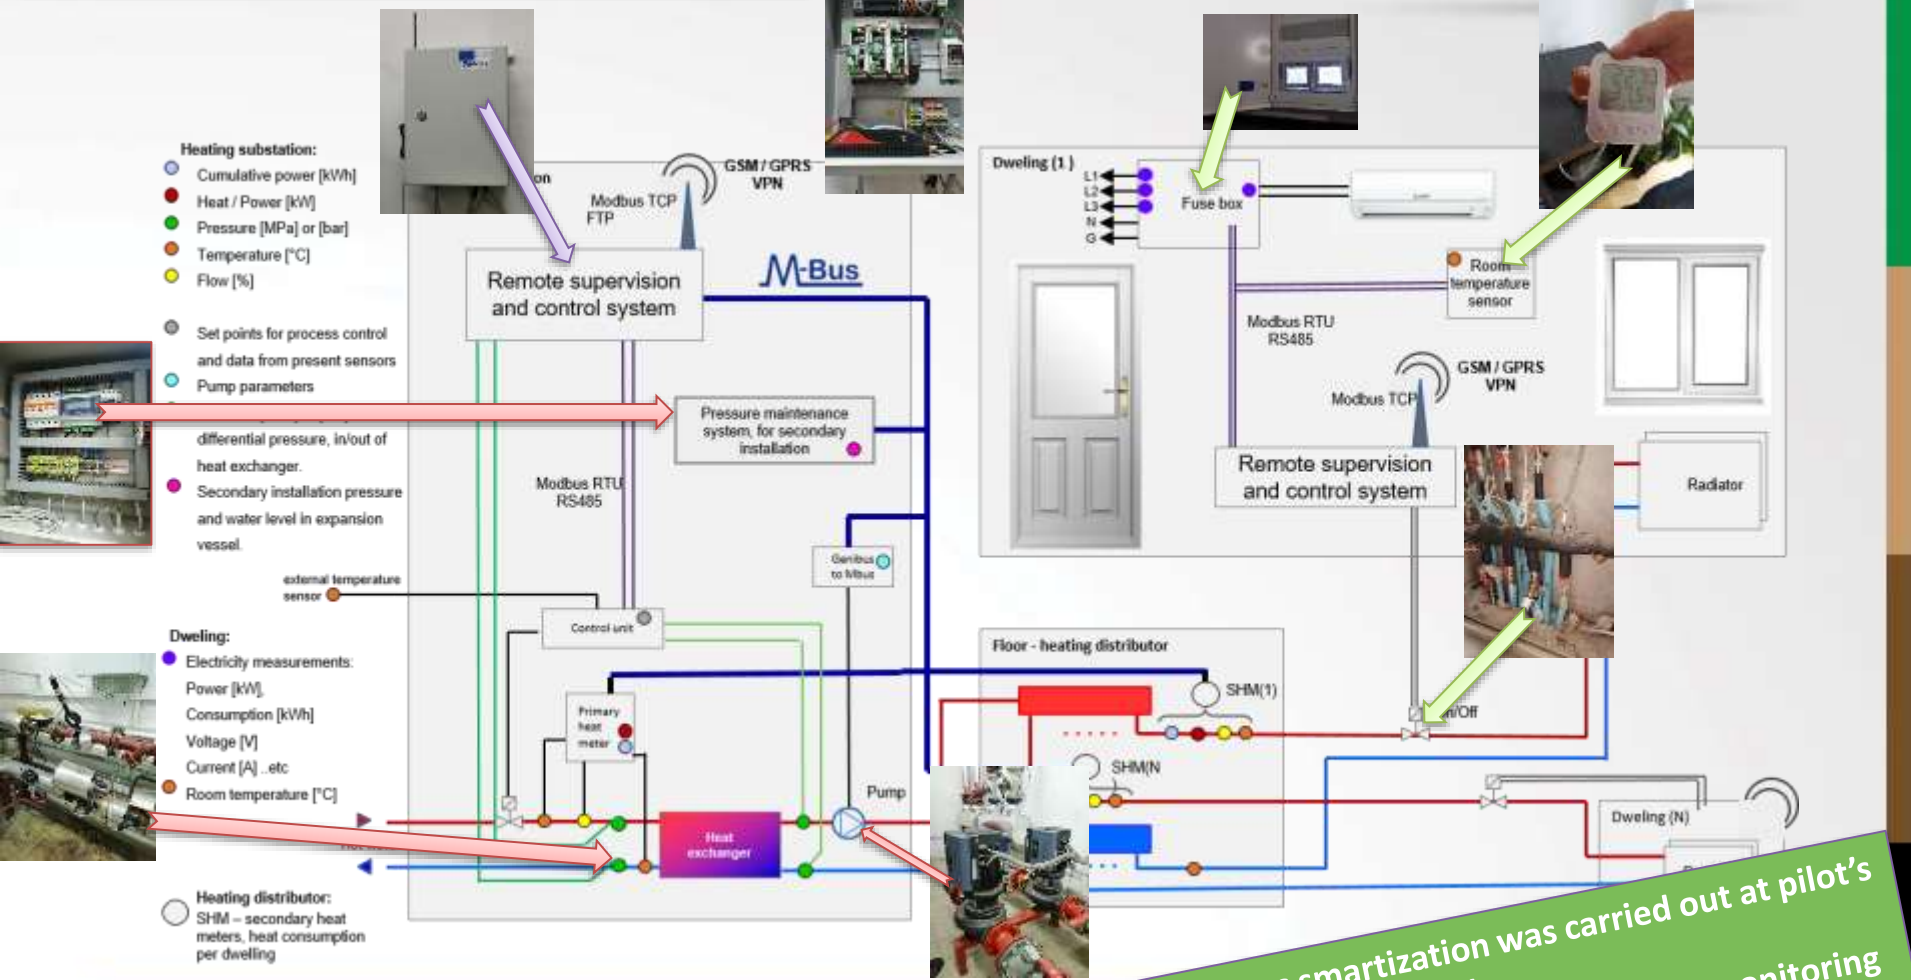 Heating substation:
Cumulative power [kWh]
Heat / Power [kW]
Pressure [MPa] or [bar]
Temperature [°C]
Flow [%]
Set points for process control
and data from present sensors
Pump parameters
differential pressure, in/out of
heat exchanger.
Secondary installation pressure
and water level in expansion
vessel.
external temperature
sensor
Dweling:
Electricity measurements:
Power [kW],
Consumption [kWh]
Voltage [V]
Current [A] ..etc
Room temperature [°C]
Heating distributor:
SHM – secondary heat
meters, heat consumption
per dwelling
on
Modbus TCP
FTP
GSM / GPRS
VPN
Remote supervision
and control system
M-Bus
Pressure maintenance
system, for secondary
installation
Modbus RTU
RS485
Genibus
to Mbus
Control unit
Primary
heat
meter
Heat
exchanger
Pump
Dweling (1 )
L1
L2
L3
N
G
Fuse box
Room
temperature
sensor
Modbus RTU
RS485
GSM / GPRS
VPN
Modbus TCP
Remote supervision
and control system
Radiator
Floor - heating distributor
SHM(1)
SHM(N
/Off
Dweling (N)
smartization was carried out at pilot's
onitoring